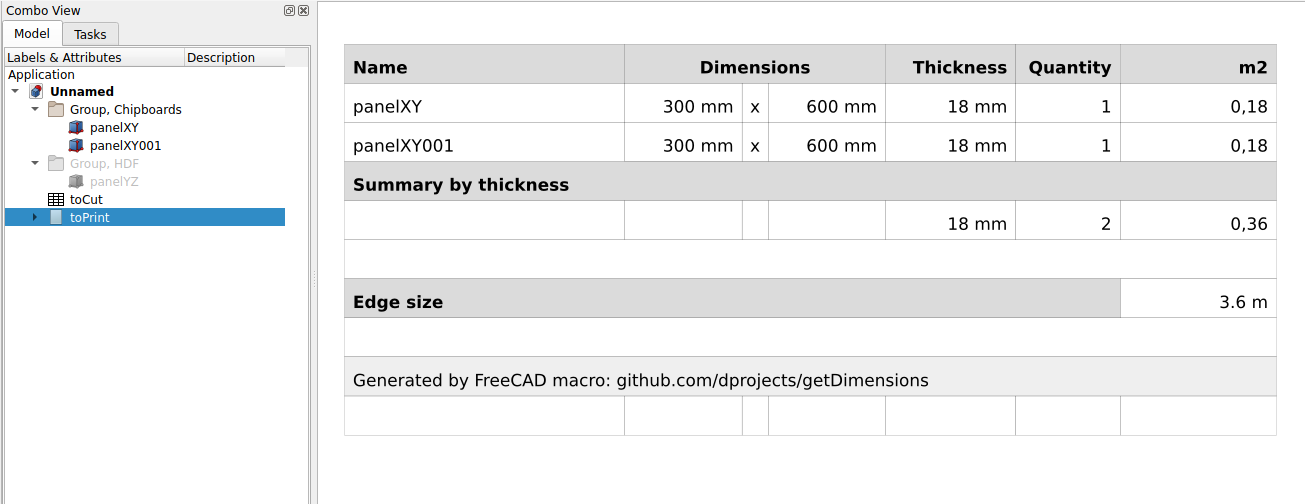 Combo View
Model Tasks
Labels & Attributes Description
Application
Unnamed
Group, Chipboards
panelXY
panelXY001
Group, HDF
panelYZ
toCut
toPrint
Name Dimensions Thickness Quantity m2
panelXY 300 mm x 600 mm 18 mm 1 0,18
panelXY001 300 mm x 600 mm 18 mm 1 0,18
Summary by thickness
18 mm 2 0,36
Edge size 3.6 m
Generated by FreeCAD macro: github.com/dprojects/getDimensions